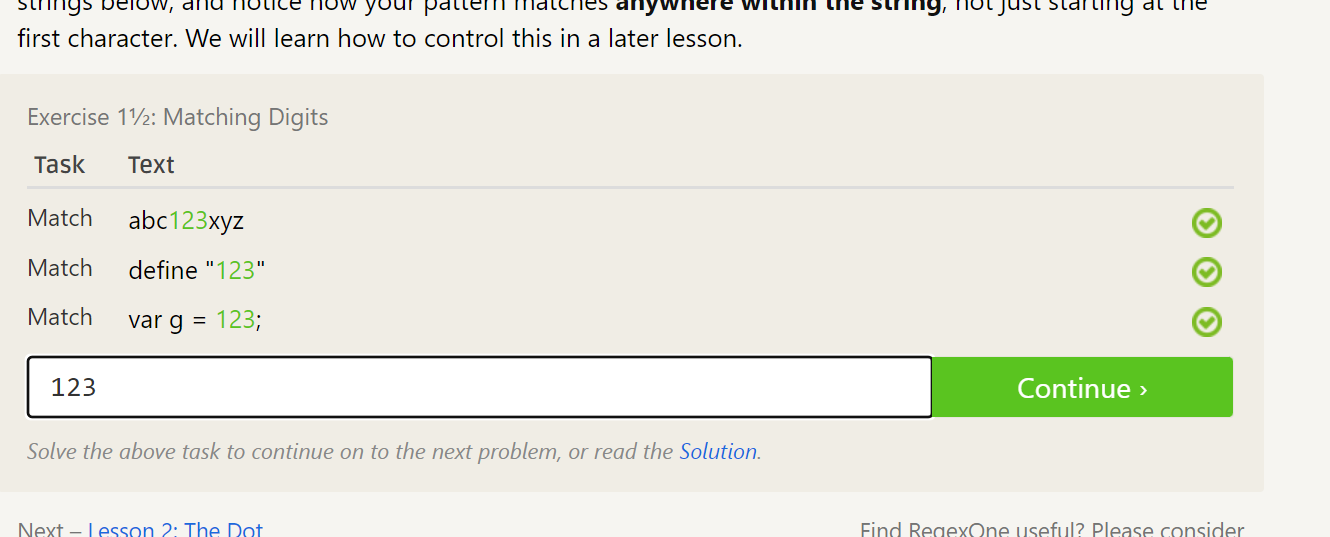 strings below, and notice how your pattern matches anywhere within the string, not just starting at the
first character. We will learn how to control this in a later lesson.
Exercise 1½: Matching Digits
Task Text
Match abc123xyz
Match define "123"
Match var g = 123;
123 Continue ›
Solve the above task to continue on to the next problem, or read the Solution.
Next – Lesson 2: The Dot Find RegexOne useful? Please consider